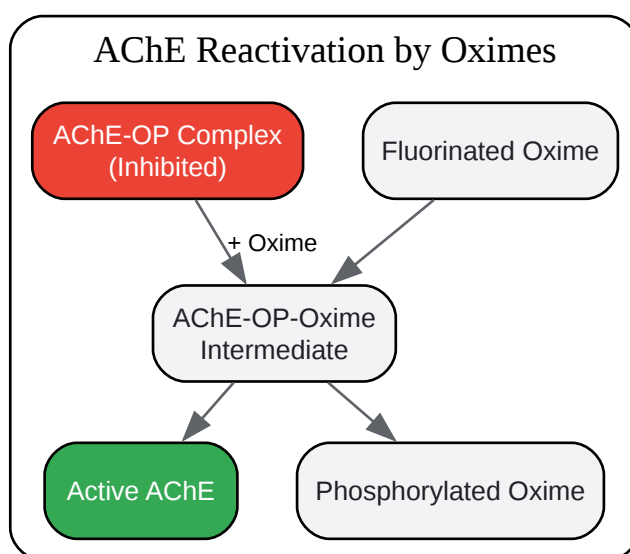 AChE Reactivation by Oximes
AChE-OP Complex
(Inhibited)
Fluorinated Oxime
+ Oxime
AChE-OP-Oxime
Intermediate
Active AChE
Phosphorylated Oxime